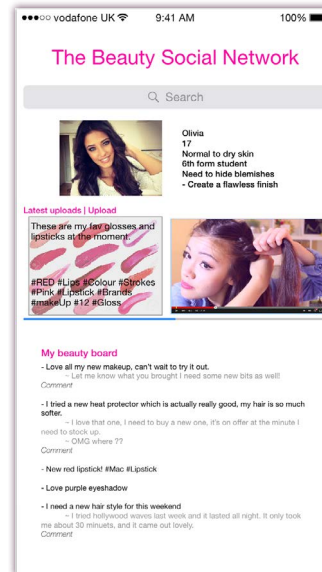 vodafone UK 9:41 AM 100%
The Beauty Social Network
Search
Olivia
17
Normal to dry skin
6th form student
Need to hide blemishes
- Create a flawless finish
Latest uploads | Upload
These are my fav glosses and
lipsticks at the moment.
#RED #Lips #Colour #Strokes
#Pink #Lipstick #Brands
#makeUp #12 #Gloss
My beauty board
- Love all my new makeup, can't wait to try it out.
~ Let me know what you brought I need some new bits as well!
Comment
- I tried a new heat protector which is actually really good, my hair is so much
softer.
~ I love that one, I need to buy a new one, it's on offer at the minute I
need to stock up.
~ OMG where ??
Comment
- New red lipstick! #Mac #Lipstick
- Love purple eyeshadow
- I need a new hair style for this weekend
~ I tried hollywood waves last week and it lasted all night. It only took
me about 30 minuets, and it came out lovely.
Comment